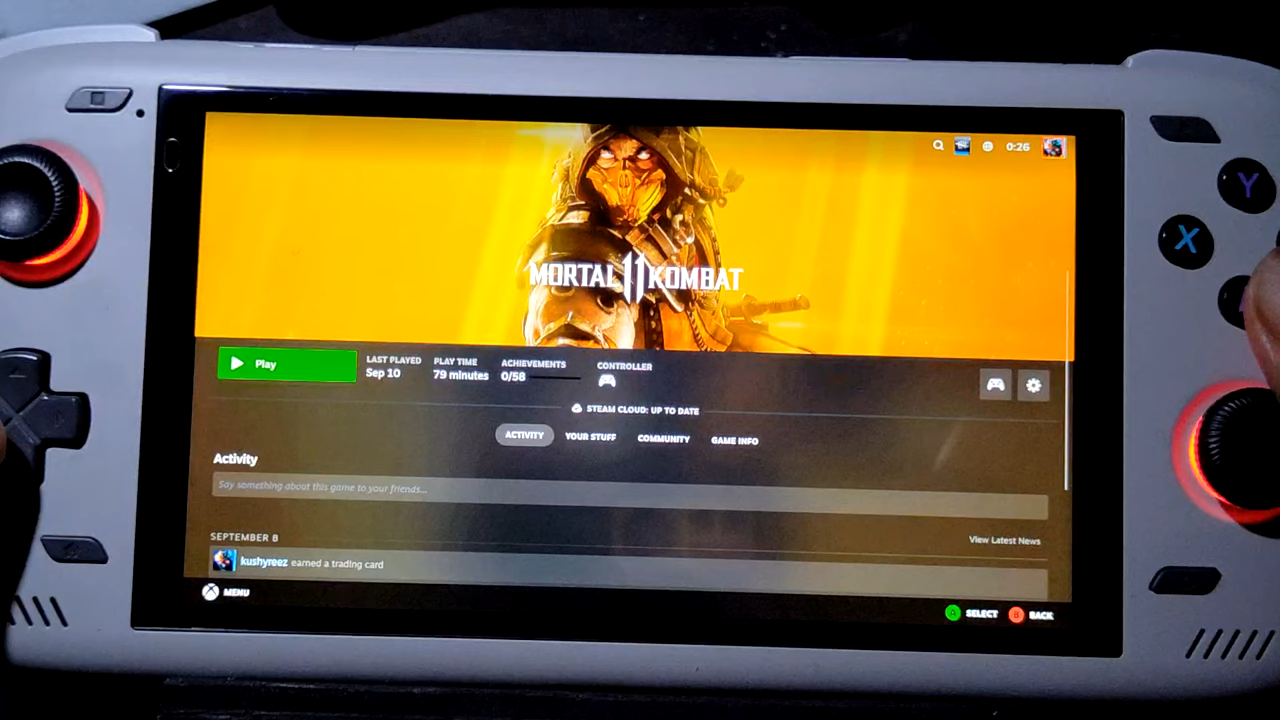 0:26
MORTAL 11 KOMBAT
Play
LAST PLAYED
Sep 10
PLAY TIME
79 minutes
ACHIEVEMENTS
0/58
CONTROLLER
STEAM CLOUD: UP TO DATE
ACTIVITY YOUR STUFF COMMUNITY GAME INFO
Activity
Say something about this game to your friends...
SEPTEMBER 8
View Latest News
kushyreez earned a trading card
MENU
A SELECT B BACK
Y
X